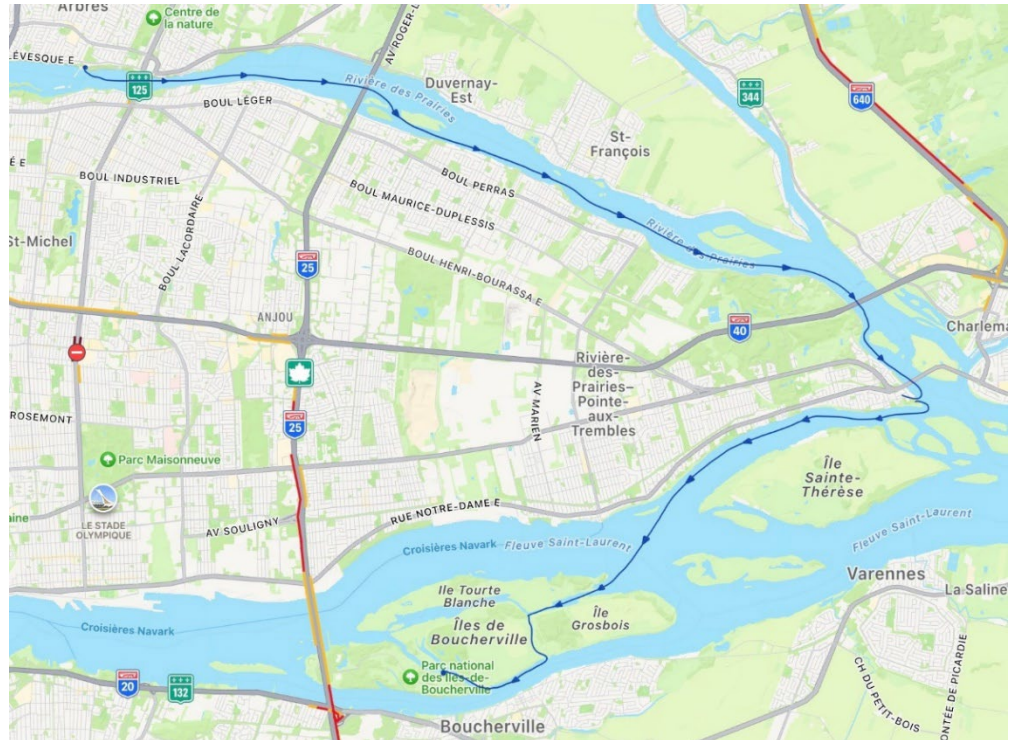 Arbres
Centre de
la nature
LÉVESQUE E
125
BOUL LÉGER
Rivière des Prairies
Duvernay-
Est
344
640
St-
François
É E
BOUL INDUSTRIEL
BOUL LACORDAIRE
BOUL PERRAS
BOUL MAURICE-DUPLESSIS
Rivière des Prairies
St-Michel
25
BOUL HENRI-BOURASSA E
ANJOU
40
Charlema
Rivière-
des-
Prairies–
Pointe-
aux-
Trembles
AV MARIEN
ROSEMONT
25
Parc Maisonneuve
Île
Sainte-
Thérèse
LE STADE
OLYMPIQUE
aine
AV SOULIGNY
RUE NOTRE-DAME E
Croisières Navark
Fleuve Saint-Laurent
Fleuve Saint-Laurent
Varennes
La Saline
Ile Tourte
Blanche
Île
Grosbois
Îles de
Boucherville
Croisières Navark
Parc national
des Îles-de-
Boucherville
20
132
Boucherville
CH DU PETIT-BOIS
ONTÉE DE PICARDIE